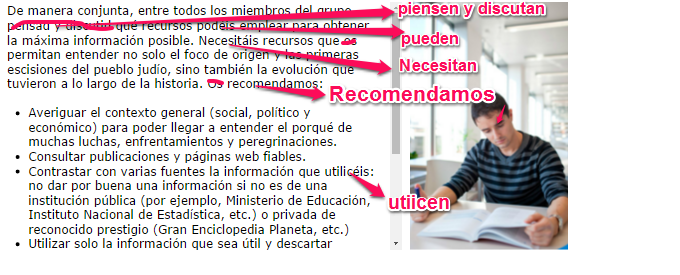 De manera conjunta, entre todos los miembros del grupo
pensad y discutid qué recursos podéis emplear para obtener
la máxima información posible. Necesitáis recursos que os
permitan entender no solo el foco de origen y las primeras
escisiones del pueblo judío, sino también la evolución que
tuvieron a lo largo de la historia. Os recomendamos:
• Averiguar el contexto general (social, político y
económico) para poder llegar a entender el porqué de
muchas luchas, enfrentamientos y peregrinaciones.
• Consultar publicaciones y páginas web fiables.
• Contrastar con varias fuentes la información que utilicéis:
no dar por buena una información si no es de una
institución pública (por ejemplo, Ministerio de Educación,
Instituto Nacional de Estadística, etc.) o privada de
reconocido prestigio (Gran Enciclopedia Planeta, etc.)
• Utilizar solo la información que sea útil y descartar
piensen y discutan
pueden
Necesitan
Recomendamos
utiicen